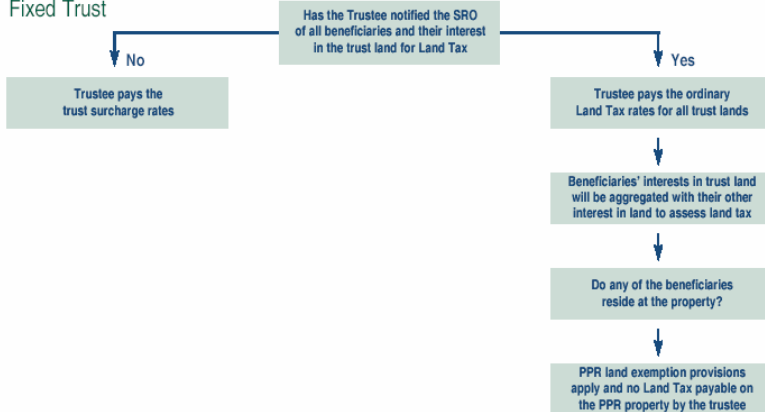 Fixed Trust
Has the Trustee notified the SRO
of all beneficiaries and their interest
in the trust land for Land Tax
No
Yes
Trustee pays the
trust surcharge rates
Trustee pays the ordinary
Land Tax rates for all trust lands
Beneficiaries' interests in trust land
will be aggregated with their other
interest in land to assess land tax
Do any of the beneficiaries
reside at the property?
PPR land exemption provisions
apply and no Land Tax payable on
the PPR property by the trustee